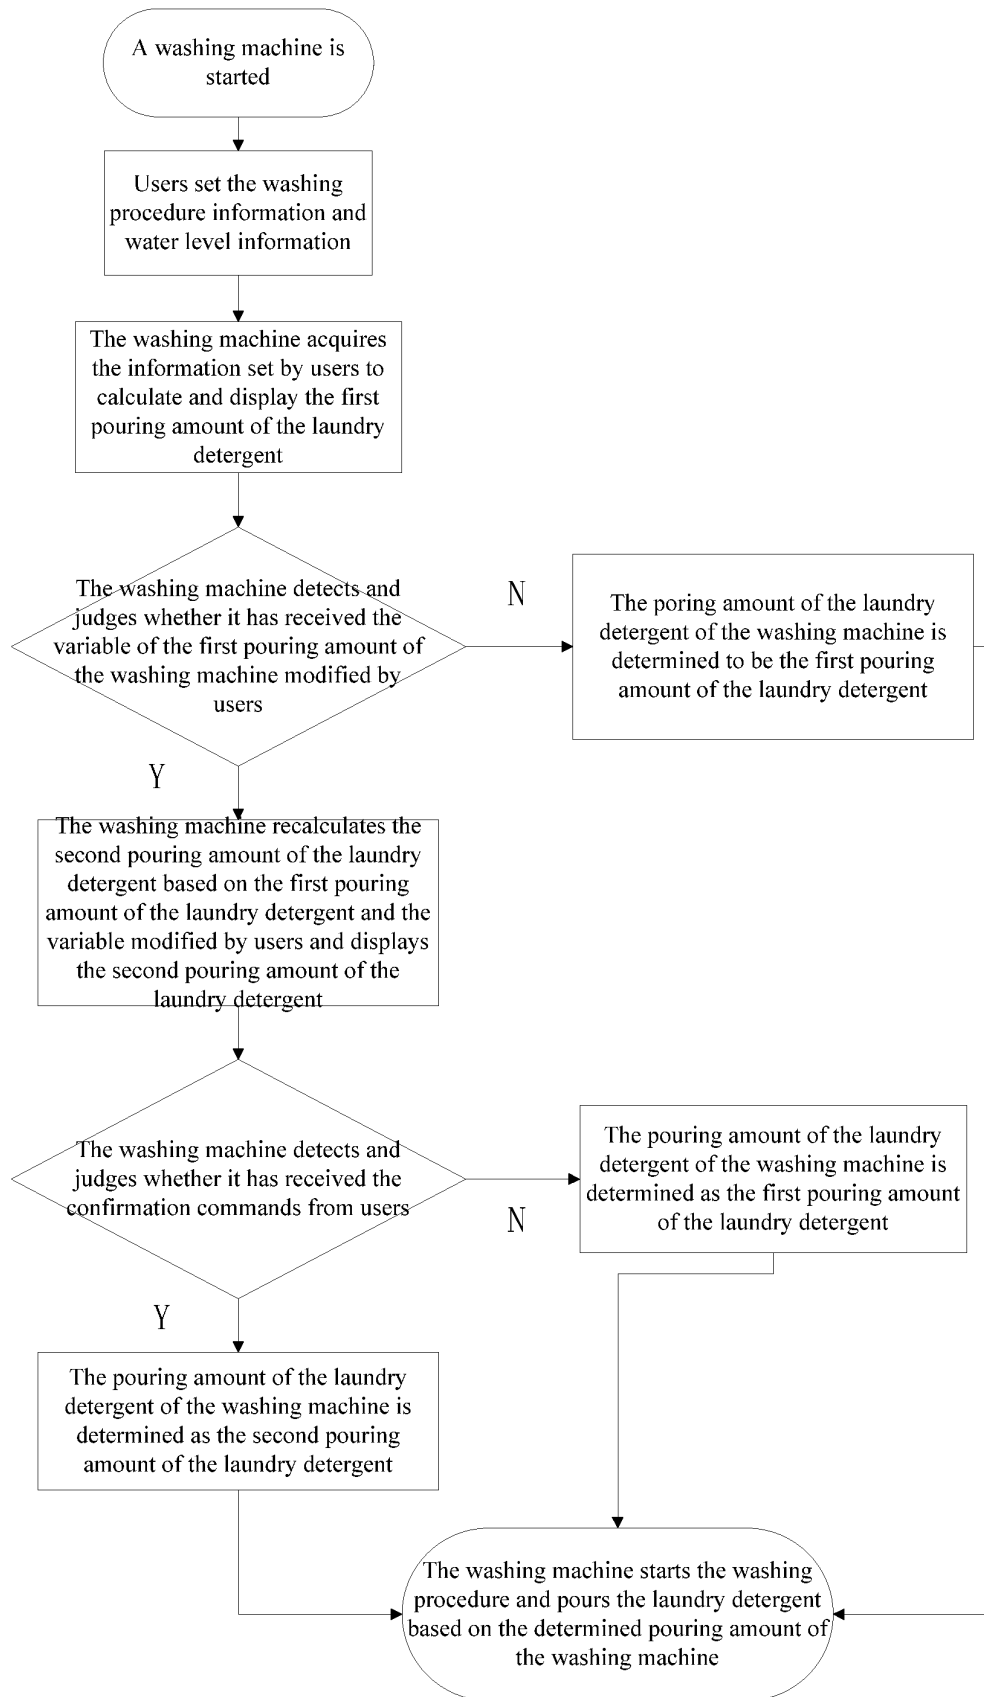 A washing machine is
started
Users set the washing
procedure information and
water level information
The washing machine acquires
the information set by users to
calculate and display the first
pouring amount of the laundry
detergent
The washing machine detects and
judges whether it has received the
variable of the first pouring amount of
the washing machine modified by
users
N
The poring amount of the laundry
detergent of the washing machine is
determined to be the first pouring
amount of the laundry detergent
Y
The washing machine recalculates the
second pouring amount of the laundry
detergent based on the first pouring
amount of the laundry detergent and the
variable modified by users and displays
the second pouring amount of the
laundry detergent
The washing machine detects and
judges whether it has received the
confirmation commands from users
N
The pouring amount of the laundry
detergent of the washing machine is
determined as the first pouring amount
of the laundry detergent
Y
The pouring amount of the laundry
detergent of the washing machine is
determined as the second pouring
amount of the laundry detergent
The washing machine starts the washing
procedure and pours the laundry detergent
based on the determined pouring amount of
the washing machine